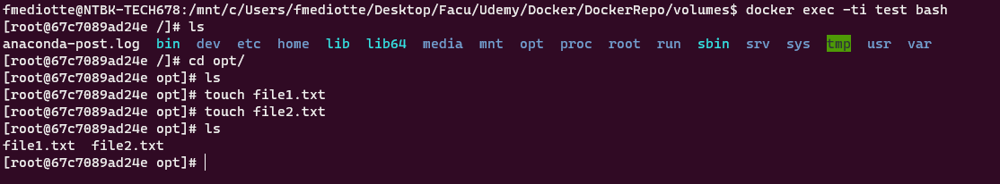 fmediotte@NTBK-TECH678:/mnt/c/Users/fmediotte/Desktop/Facu/Udemy/Docker/DockerRepo/volumes$ docker exec -ti test bash
[root@67c7089ad24e /]# ls
anaconda-post.log  bin  dev  etc  home  lib  lib64  media  mnt  opt  proc  root  run  sbin  srv  sys  tmp  usr  var
[root@67c7089ad24e /]# cd opt/
[root@67c7089ad24e opt]# ls
[root@67c7089ad24e opt]# touch file1.txt
[root@67c7089ad24e opt]# touch file2.txt
[root@67c7089ad24e opt]# ls
file1.txt  file2.txt
[root@67c7089ad24e opt]#